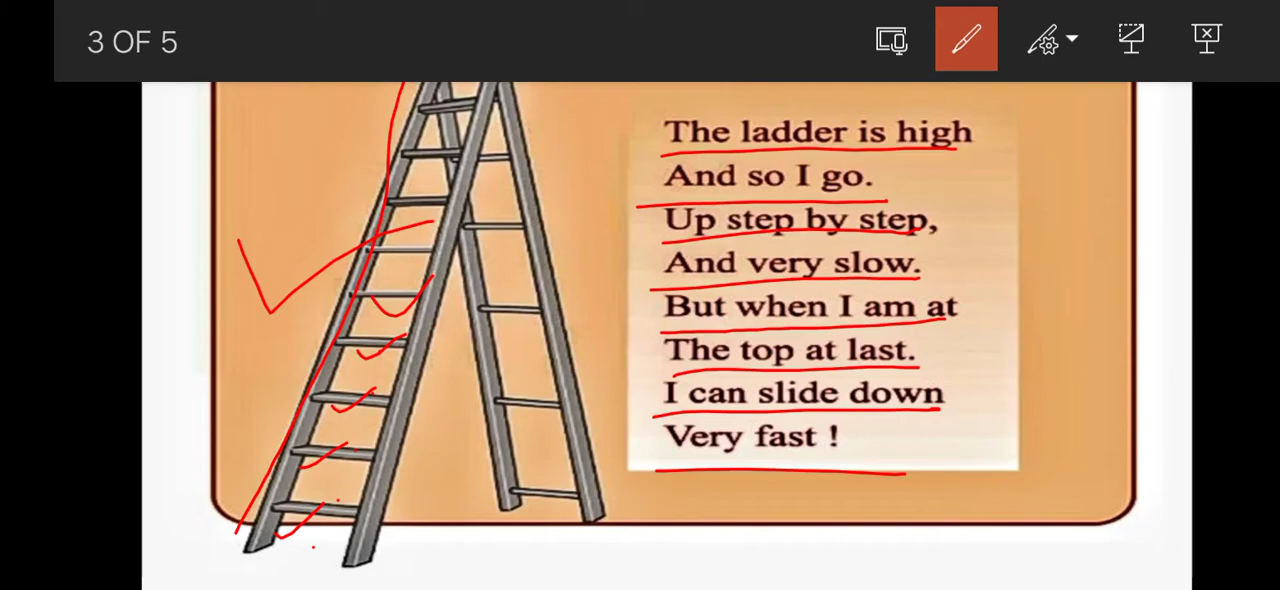 3 OF 5
The ladder is high
And so I go.
Up step by step,
And very slow.
But when I am at
The top at last.
I can slide down
Very fast !